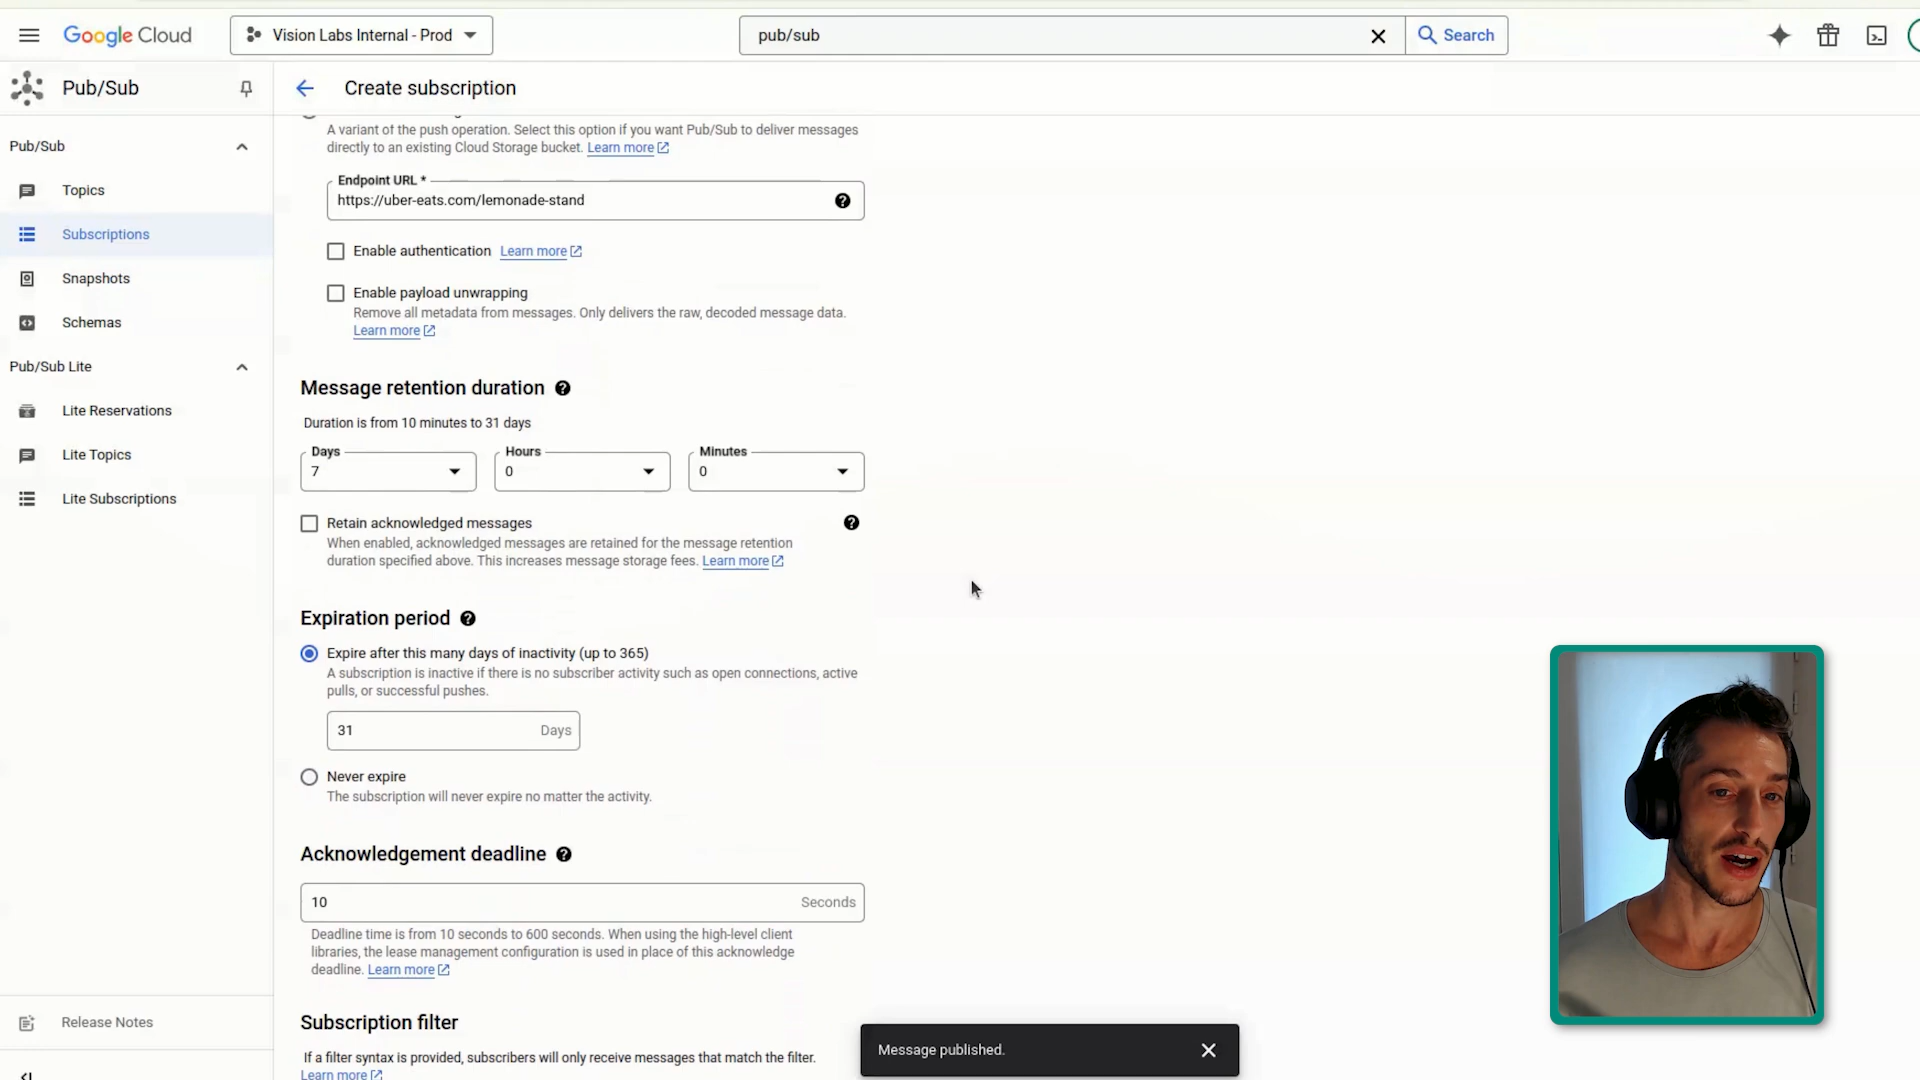 Google Cloud
Vision Labs Internal - Prod
pub/sub
Search
Pub/Sub
Create subscription
Pub/Sub
Topics
Subscriptions
Snapshots
Schemas
Pub/Sub Lite
Lite Reservations
Lite Topics
Lite Subscriptions
Release Notes
A variant of the push operation. Select this option if you want Pub/Sub to deliver messages
directly to an existing Cloud Storage bucket. Learn more
Endpoint URL *
https://uber-eats.com/lemonade-stand
Enable authentication Learn more
Enable payload unwrapping
Remove all metadata from messages. Only delivers the raw, decoded message data.
Learn more
Message retention duration
Duration is from 10 minutes to 31 days
Days Hours Minutes
7 0 0
Retain acknowledged messages
When enabled, acknowledged messages are retained for the message retention
duration specified above. This increases message storage fees. Learn more
Expiration period
Expire after this many days of inactivity (up to 365)
A subscription is inactive if there is no subscriber activity such as open connections, active
pulls, or successful pushes.
31 Days
Never expire
The subscription will never expire no matter the activity.
Acknowledgement deadline
10 Seconds
Deadline time is from 10 seconds to 600 seconds. When using the high-level client
libraries, the lease management configuration is used in place of this acknowledge
deadline. Learn more
Subscription filter
If a filter syntax is provided, subscribers will only receive messages that match the filter.
Learn more
Message published.